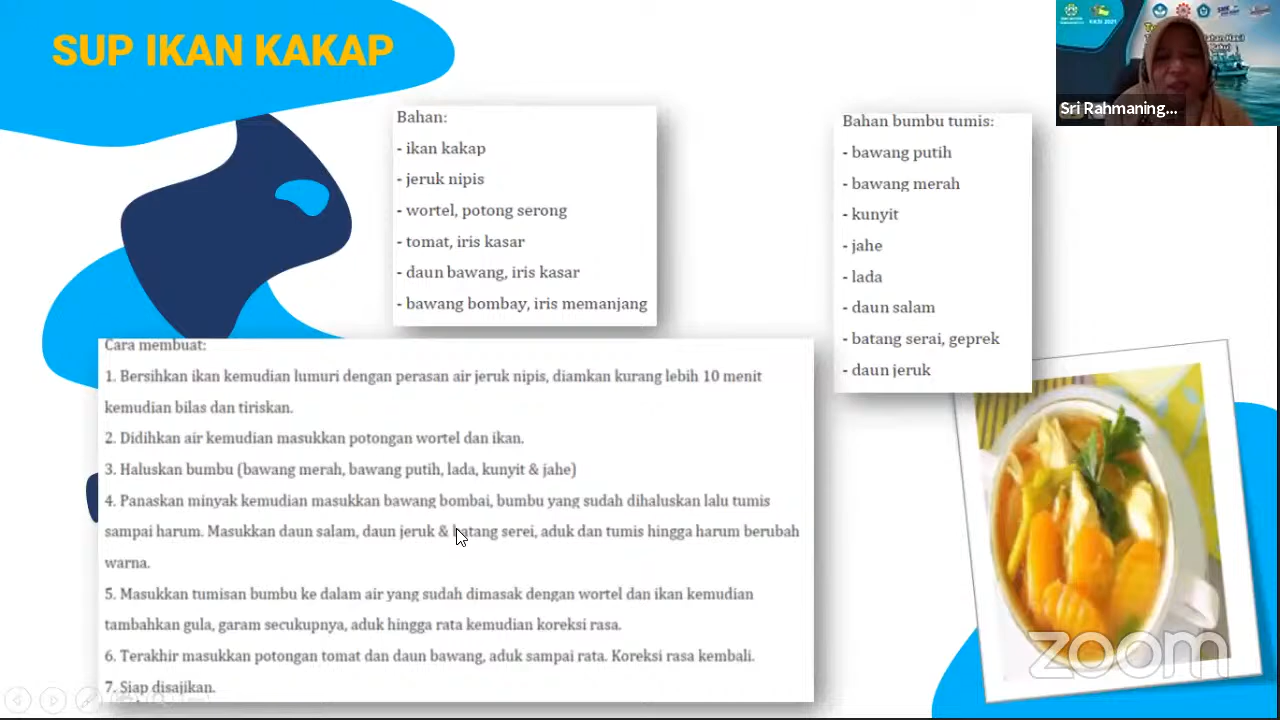 SUP IKAN KAKAP
Bahan:
- ikan kakap
- jeruk nipis
- wortel, potong serong
- tomat, iris kasar
- daun bawang, iris kasar
- bawang bombay, iris memanjang
Bahan bumbu tumis:
- bawang putih
- bawang merah
- kunyit
- jahe
- lada
- daun salam
- batang serai, geprek
- daun jeruk
Cara membuat:
1. Bersihkan ikan kemudian lumuri dengan perasan air jeruk nipis, diamkan kurang lebih 10 menit
kemudian bilas dan tiriskan.
2. Didihkan air kemudian masukkan potongan wortel dan ikan.
3. Haluskan bumbu (bawang merah, bawang putih, lada, kunyit & jahe)
4. Panaskan minyak kemudian masukkan bawang bombai, bumbu yang sudah dihaluskan lalu tumis
sampai harum. Masukkan daun salam, daun jeruk & batang serei, aduk dan tumis hingga harum berubah
warna.
5. Masukkan tumisan bumbu ke dalam air yang sudah dimasak dengan wortel dan ikan kemudian
tambahkan gula, garam secukupnya, aduk hingga rata kemudian koreksi rasa.
6. Terakhir masukkan potongan tomat dan daun bawang, aduk sampai rata. Koreksi rasa kembali.
7. Siap disajikan.
Sri Rahmaning...
zoom